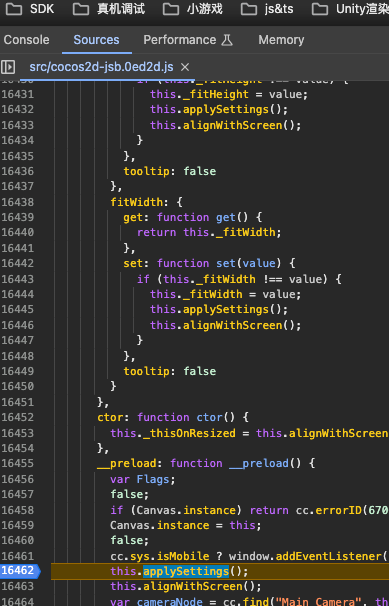 SDK 真机调试 小游戏 js&ts Unity渲染
Console Sources Performance Memory
src/cocos2d-jsb.0ed2d.js ×
16430 if (this._fitHeight !== value) {
16431 this._fitHeight = value;
16432 this.applySettings();
16433 this.alignWithScreen();
16434 }
16435 },
16436 tooltip: false
16437 },
16438 fitWidth: {
16439 get: function get() {
16440 return this._fitWidth;
16441 },
16442 set: function set(value) {
16443 if (this._fitWidth !== value) {
16444 this._fitWidth = value;
16445 this.applySettings();
16446 this.alignWithScreen();
16447 }
16448 },
16449 tooltip: false
16450 }
16451 },
16452 ctor: function ctor() {
16453 this._thisOnResized = this.alignWithScreen
16454 },
16455 __preload: function __preload() {
16456 var Flags;
16457 false;
16458 if (Canvas.instance) return cc.errorID(670
16459 Canvas.instance = this;
16460 false;
16461 cc.sys.isMobile ? window.addEventListener(
16462 this.applySettings();
16463 this.alignWithScreen();
16464 var cameraNode = cc.find("Main Camera", th